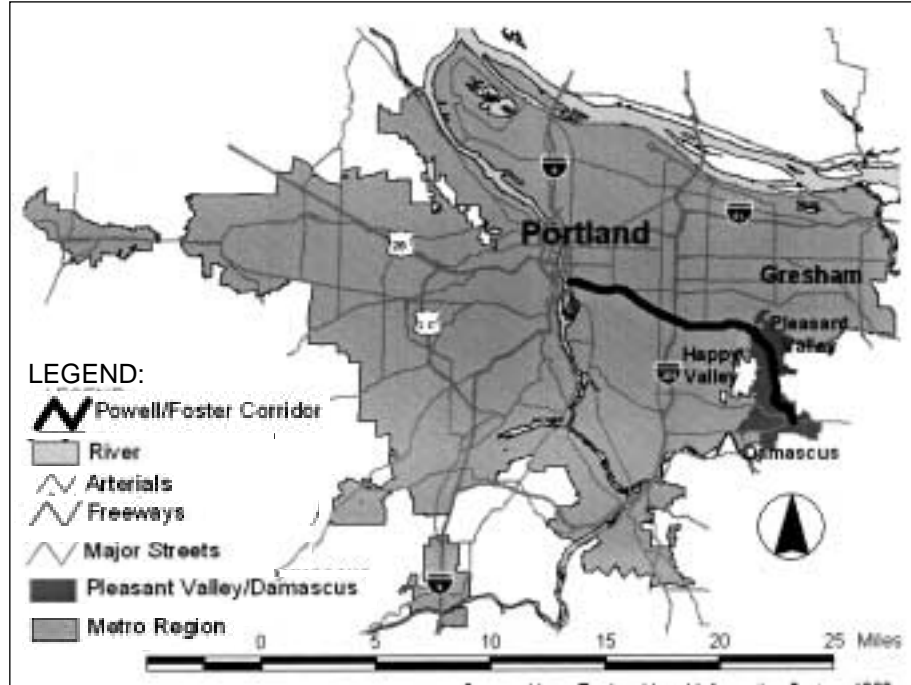 Portland
Gresham
Pleasant
Valley
Happy
Valley
Damascus
26
LEGEND:
Powell/Foster Corridor
River
Arterials
Freeways
Major Streets
Pleasant Valley/Damascus
Metro Region
0 5 10 15 20 25 Miles